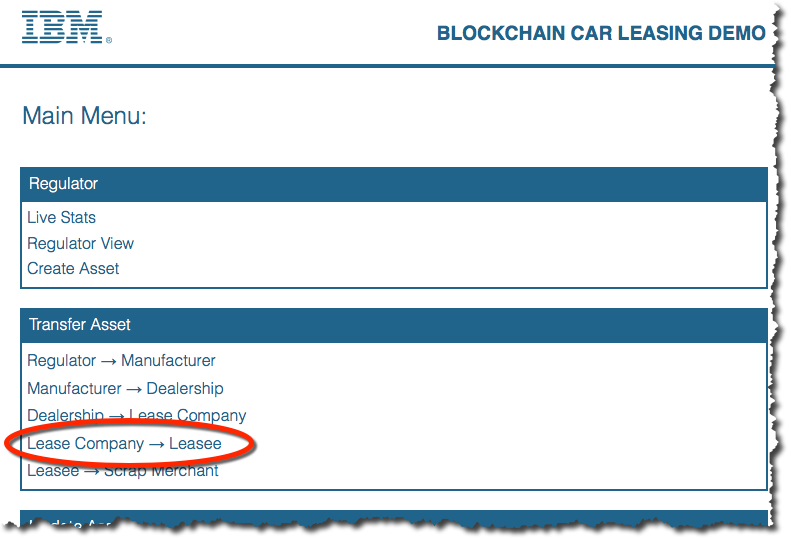 IBM®
BLOCKCHAIN CAR LEASING DEMO
Main Menu:
Regulator
Live Stats
Regulator View
Create Asset
Transfer Asset
Regulator → Manufacturer
Manufacturer → Dealership
Dealership → Lease Company
Lease Company → Leasee
Leasee → Scrap Merchant